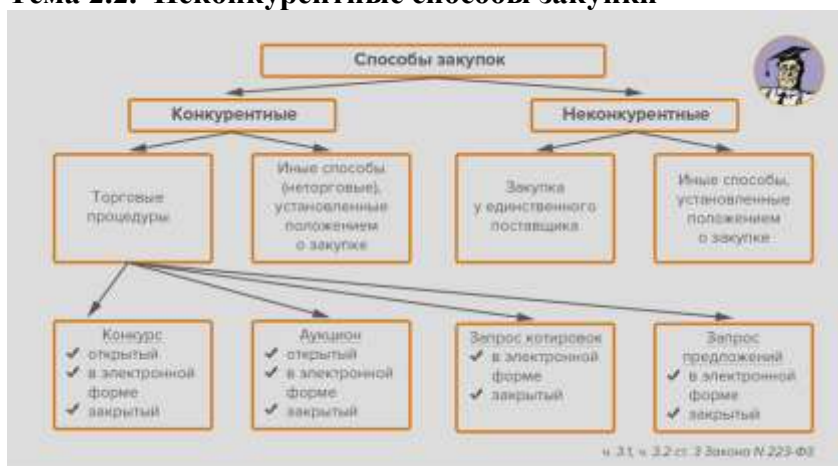 Тема 2.2. Неконкурентные способы закупки
Способы закупок
Конкурентные
Неконкурентные
Торговые
процедуры
Иные способы
(неторговые),
установленные
положением
о закупке
Закупка
у единственного
поставщика
Иные способы,
установленные
положением
о закупке
Конкурс
✔ открытый
✔ в электронной
форме
✔ закрытый
Аукцион
✔ открытый
✔ в электронной
форме
✔ закрытый
Запрос котировок
✔ в электронной
форме
✔ закрытый
Запрос
предложений
✔ в электронной
форме
✔ закрытый
ч. 3.1, ч. 3.2 ст. 3 Закона N 223-ФЗ